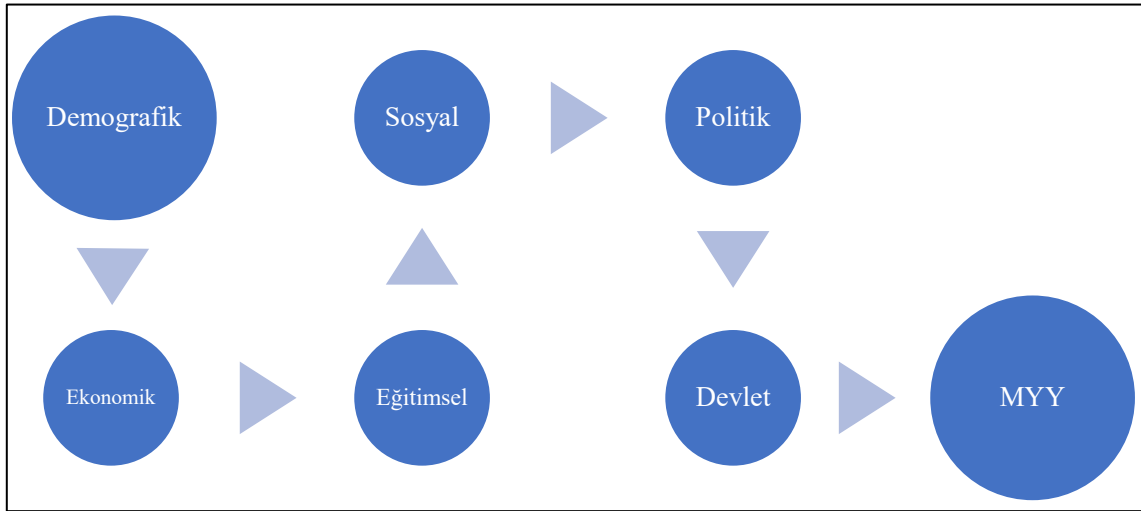 Demografik
Ekonomik
Eğitimsel
Sosyal
Politik
Devlet
MYY